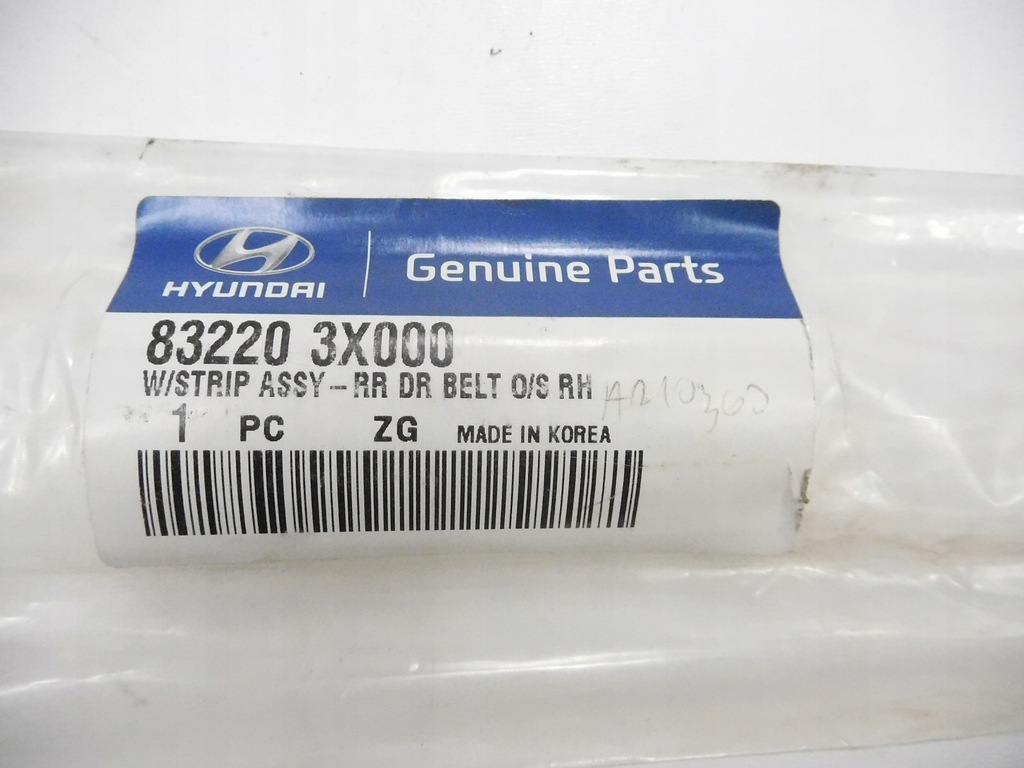 HYUNDAI
Genuine Parts
83220 3X000
W/STRIP ASSY-RR DR BELT O/S RH
1 PC ZG MADE IN KOREA